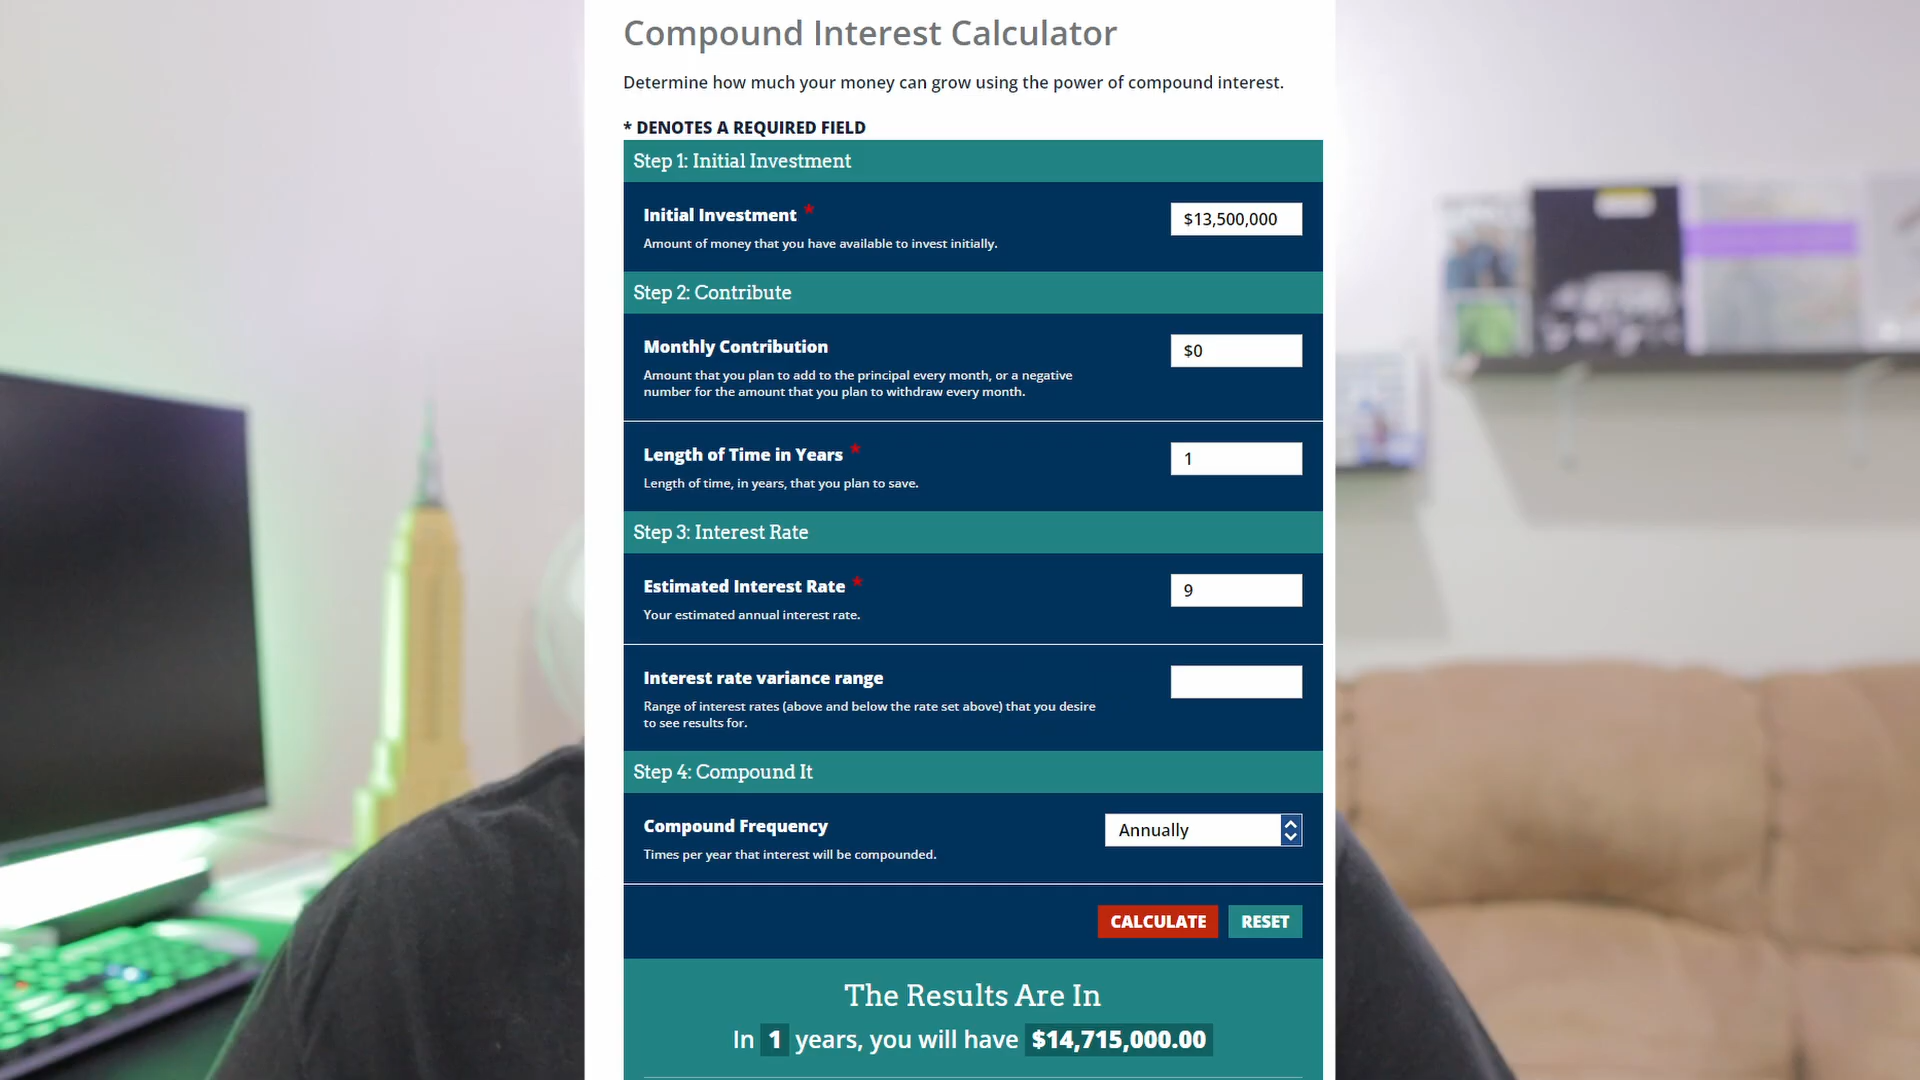 Compound Interest Calculator
Determine how much your money can grow using the power of compound interest.
* DENOTES A REQUIRED FIELD
Step 1: Initial Investment
Initial Investment *
$13,500,000
Amount of money that you have available to invest initially.
Step 2: Contribute
Monthly Contribution
$0
Amount that you plan to add to the principal every month, or a negative
number for the amount that you plan to withdraw every month.
Length of Time in Years *
1
Length of time, in years, that you plan to save.
Step 3: Interest Rate
Estimated Interest Rate *
9
Your estimated annual interest rate.
Interest rate variance range
Range of interest rates (above and below the rate set above) that you desire
to see results for.
Step 4: Compound It
Compound Frequency
Annually
Times per year that interest will be compounded.
CALCULATE RESET
The Results Are In
In 1 years, you will have $14,715,000.00